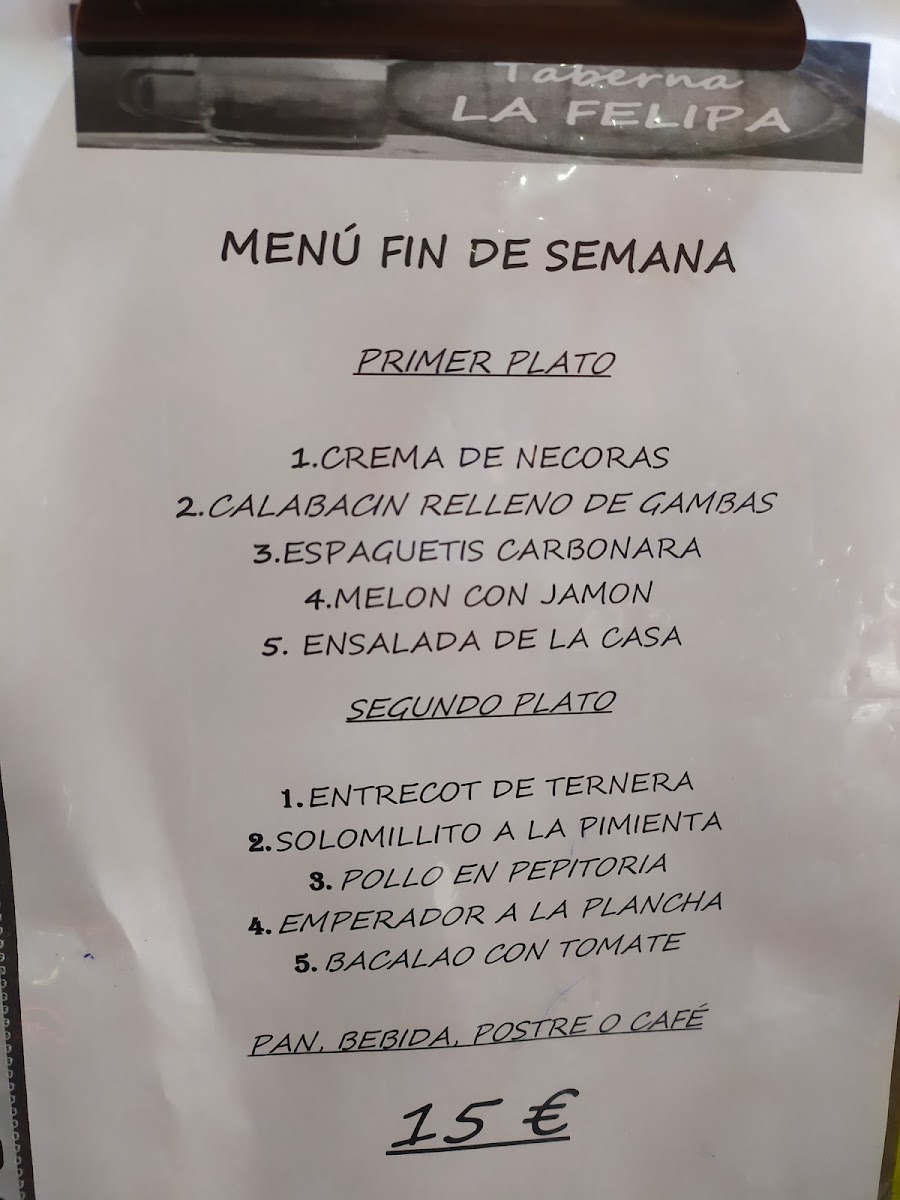 Taberna
LA FELIPA
MENÚ FIN DE SEMANA
PRIMER PLATO
1.CREMA DE NECORAS
2.CALABACIN RELLENO DE GAMBAS
3.ESPAGUETIS CARBONARA
4.MELON CON JAMON
5. ENSALADA DE LA CASA
SEGUNDO PLATO
1.ENTRECOT DE TERNERA
2.SOLOMILLITO A LA PIMIENTA
3. POLLO EN PEPITORIA
4. EMPERADOR A LA PLANCHA
5. BACALAO CON TOMATE
PAN, BEBIDA, POSTRE O CAFÉ
15 €